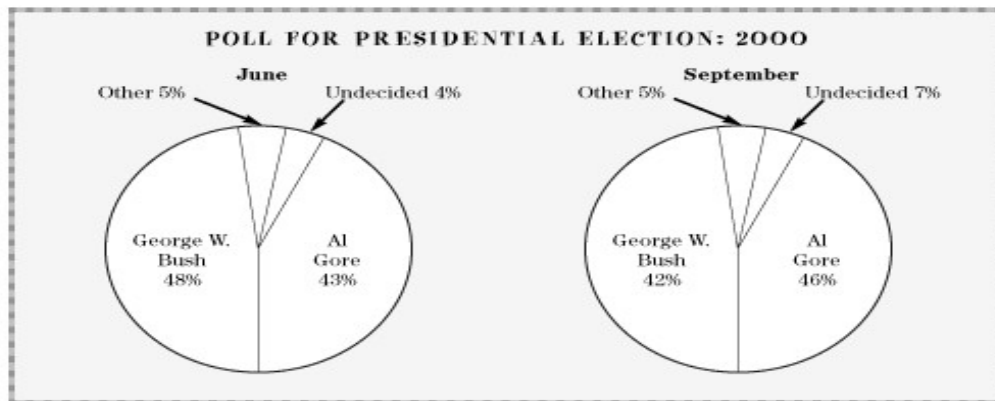 POLL FOR PRESIDENTIAL ELECTION: 2000
June
Other 5%
Undecided 4%
George W.
Bush
48%
Al
Gore
43%
September
Other 5%
Undecided 7%
George W.
Bush
42%
Al
Gore
46%